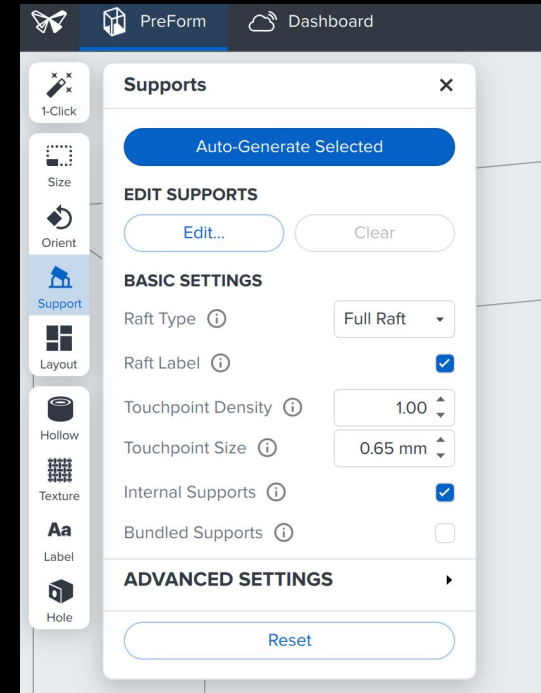 PreForm
Dashboard
1-Click
Size
Orient
Support
Layout
Hollow
Texture
Aa
Label
Hole
Supports
Auto-Generate Selected
EDIT SUPPORTS
Edit...
Clear
BASIC SETTINGS
Raft Type
Full Raft
Raft Label
Touchpoint Density
1.00
Touchpoint Size
0.65 mm
Internal Supports
Bundled Supports
ADVANCED SETTINGS
Reset